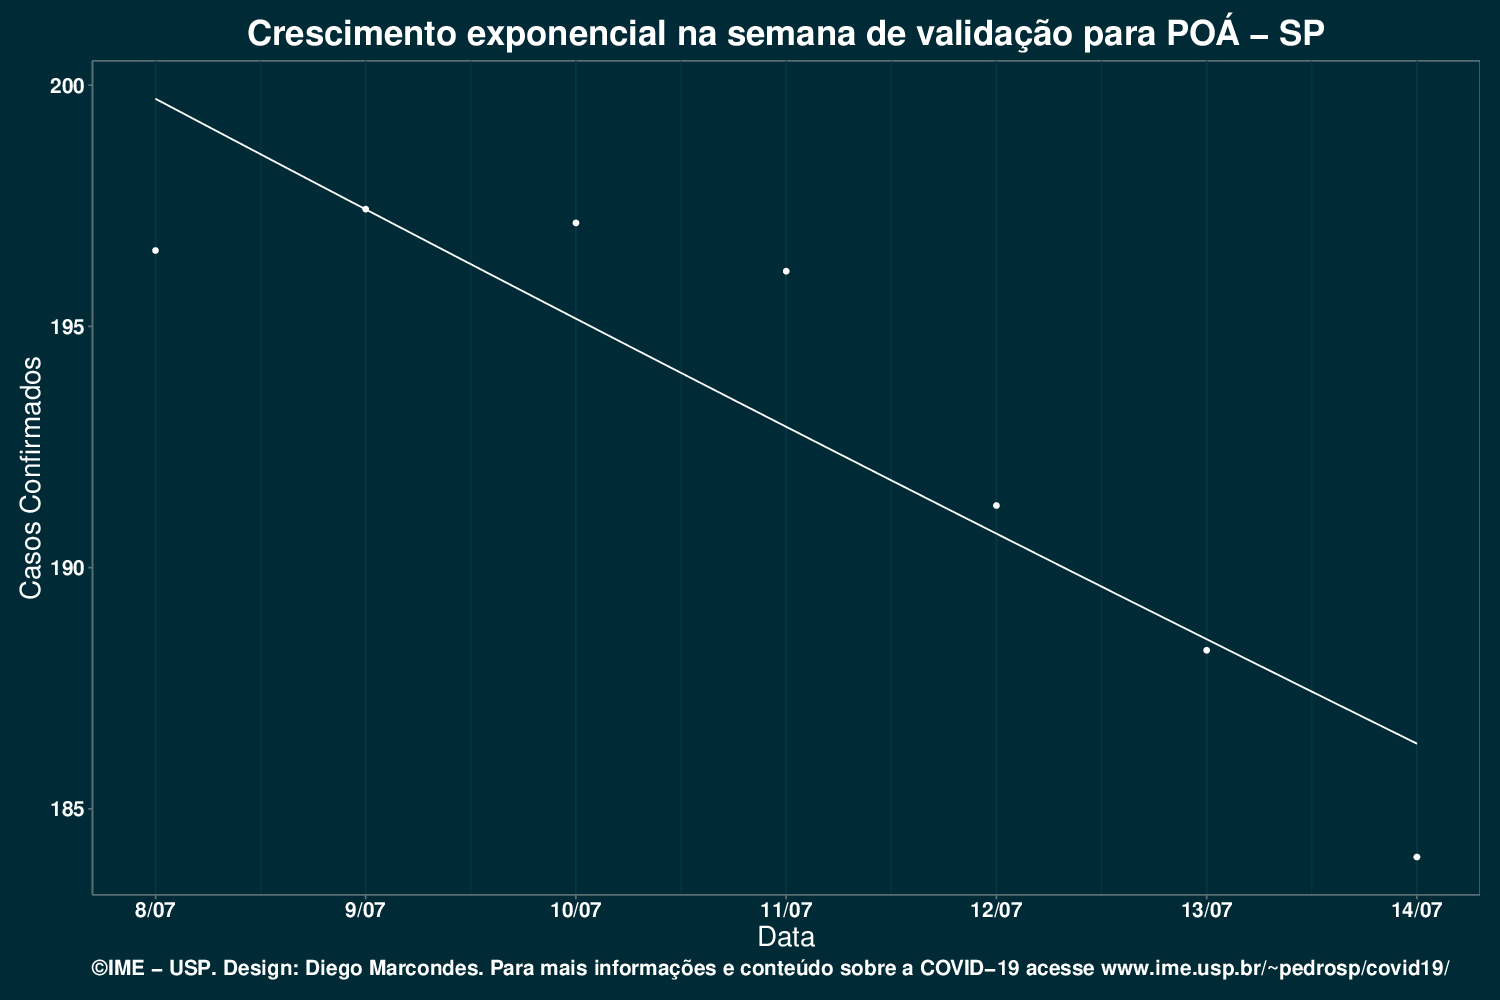 Crescimento exponencial na semana de validação para POÁ – SP
200
195
190
185
Casos Confirmados
8/07 9/07 10/07 11/07 12/07 13/07 14/07
Data
©IME – USP. Design: Diego Marcondes. Para mais informações e conteúdo sobre a COVID–19 acesse www.ime.usp.br/~pedrosp/covid19/